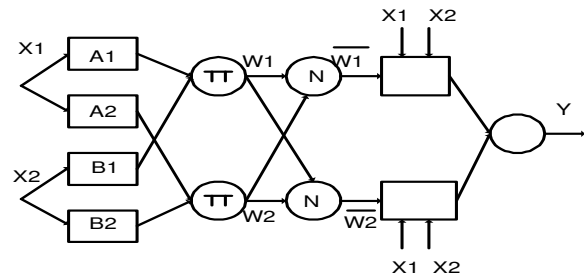 X1 X2
X1 A1 π W1 N W1 Y
A2
X2 B1
B2 π W2 N W2
X1 X2